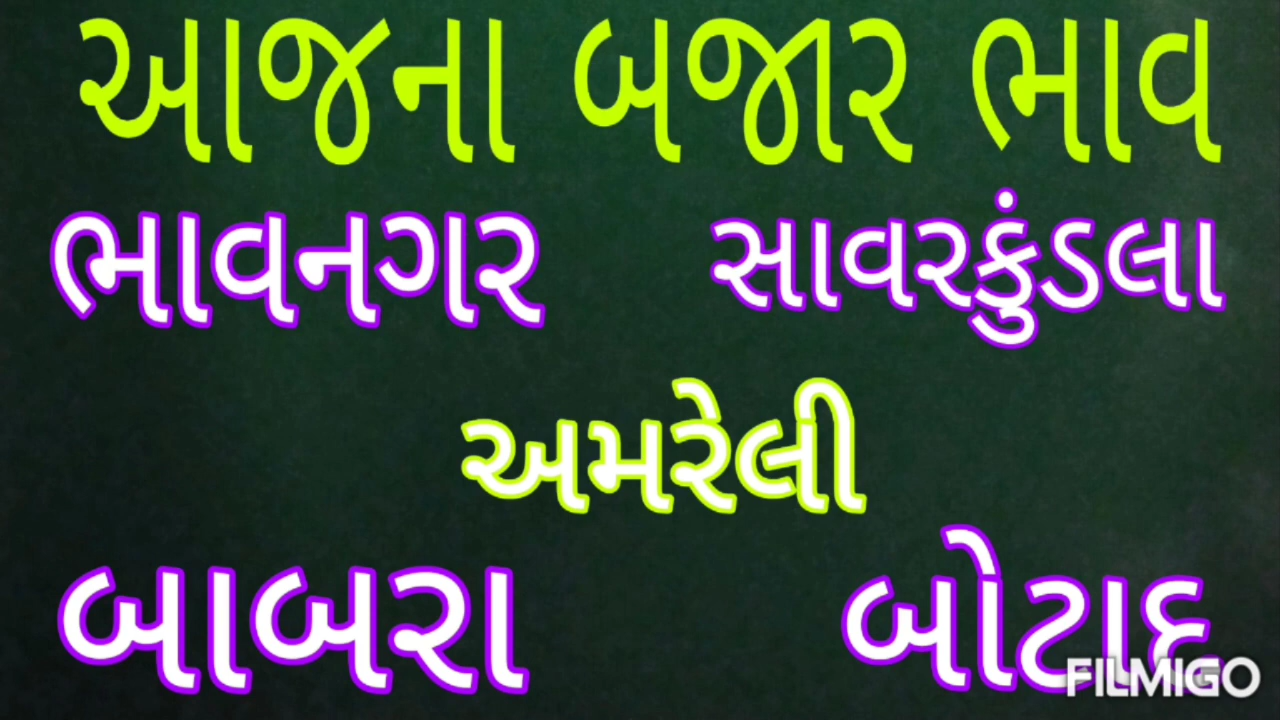 આજના બજાર ભાવ
ભાવનગર સાવરકુંડલા
અમરેલી
બાબરા બોટાદ
FILMIGO